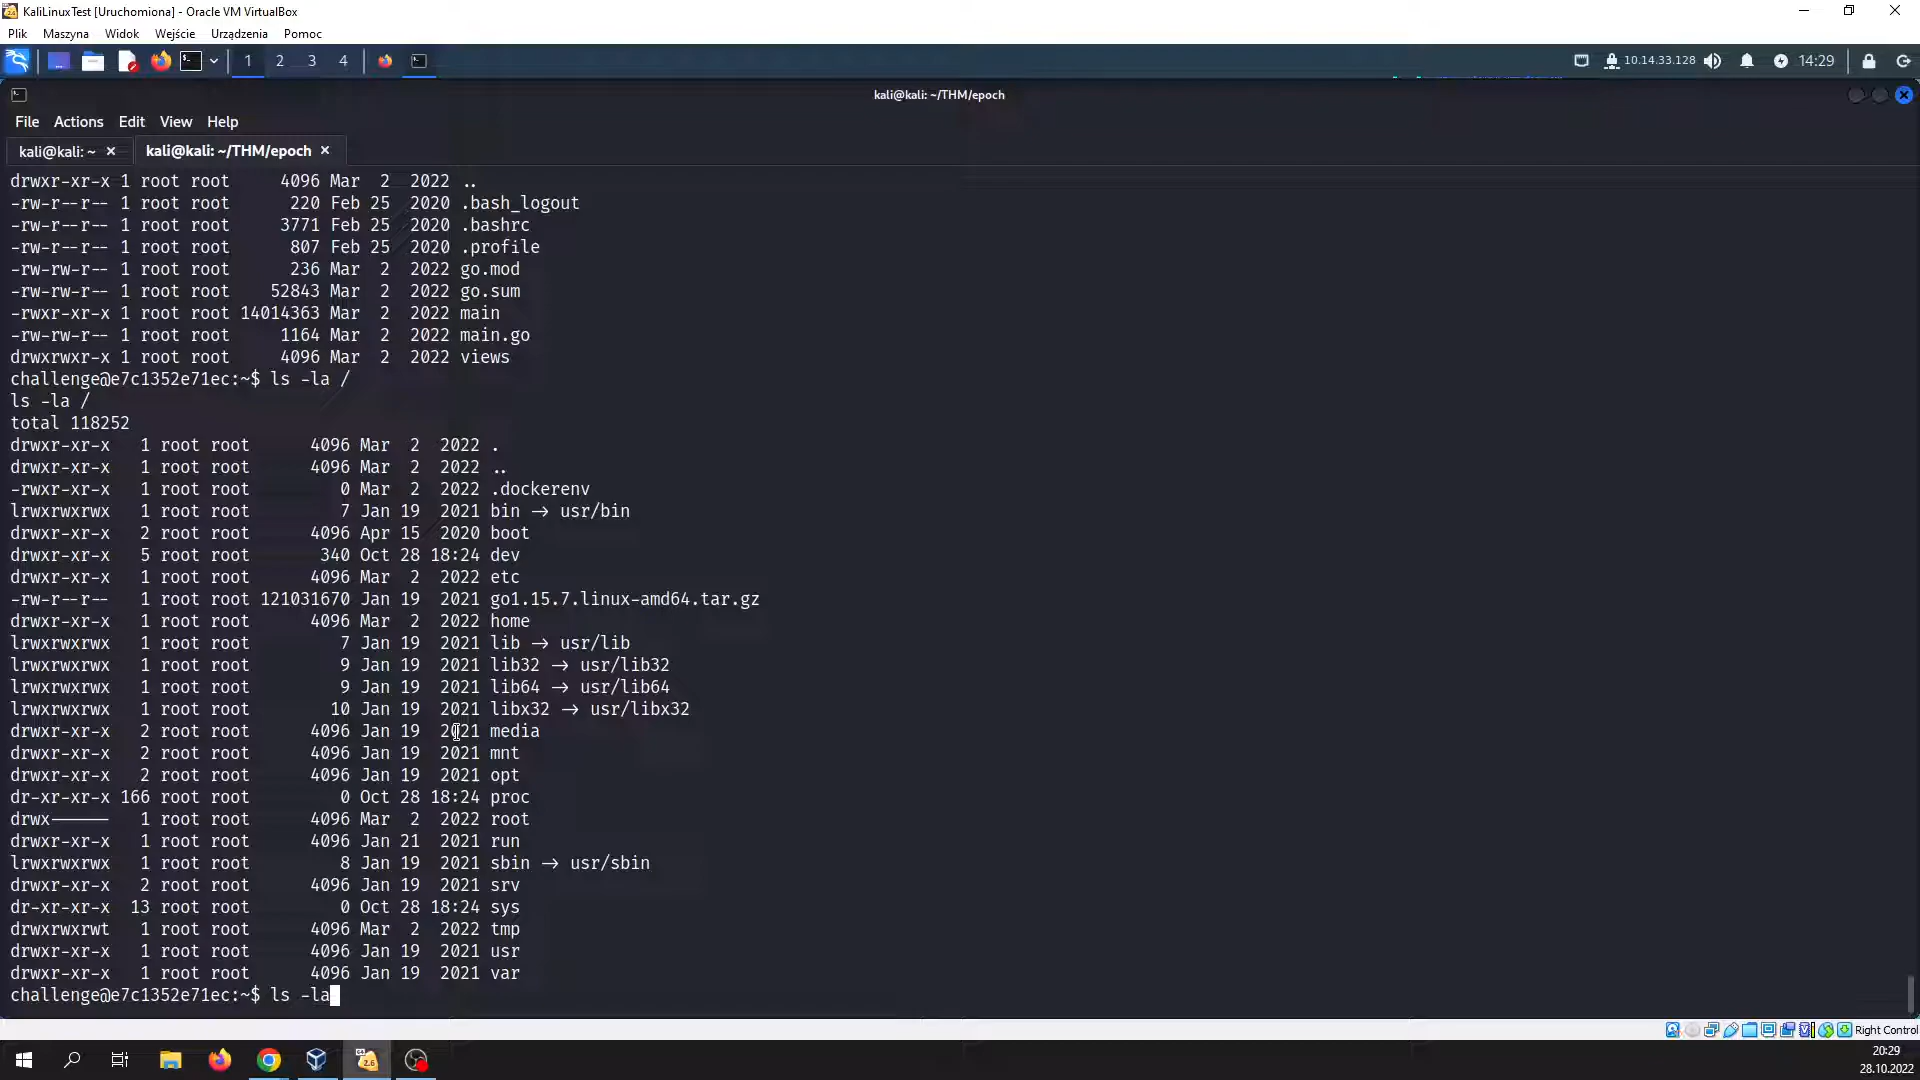 KaliLinuxTest [Uruchomiona] - Oracle VM VirtualBox
Plik Maszyna Widok Wejście Urządzenia Pomoc
1 2 3 4 10.14.33.128 14:29
kali@kali: ~/THM/epoch
File Actions Edit View Help
kali@kali: ~ × kali@kali: ~/THM/epoch ×
drwxr-xr-x 1 root root     4096 Mar  2  2022 ..
-rw-r--r-- 1 root root      220 Feb 25  2020 .bash_logout
-rw-r--r-- 1 root root     3771 Feb 25  2020 .bashrc
-rw-r--r-- 1 root root      807 Feb 25  2020 .profile
-rw-rw-r-- 1 root root      236 Mar  2  2022 go.mod
-rw-rw-r-- 1 root root    52843 Mar  2  2022 go.sum
-rwxrwxr-x 1 root root 14014363 Mar  2  2022 main
-rw-rw-r-- 1 root root     1164 Mar  2  2022 main.go
drwxrwxr-x 1 root root     4096 Mar  2  2022 views
challenge@e7c1352e71ec:~$ ls -la /
ls -la /
total 118252
drwxr-xr-x   1 root root      4096 Mar  2  2022 .
drwxr-xr-x   1 root root      4096 Mar  2  2022 ..
-rwxr-xr-x   1 root root         0 Mar  2  2022 .dockerenv
lrwxrwxrwx   1 root root         7 Jan 19  2021 bin → usr/bin
drwxr-xr-x   2 root root      4096 Apr 15  2020 boot
drwxr-xr-x   5 root root       340 Oct 28 18:24 dev
drwxr-xr-x   1 root root      4096 Mar  2  2022 etc
-rw-r--r--   1 root root 121031670 Jan 19  2021 go1.15.7.linux-amd64.tar.gz
drwxr-xr-x   1 root root      4096 Mar  2  2022 home
lrwxrwxrwx   1 root root         7 Jan 19  2021 lib → usr/lib
lrwxrwxrwx   1 root root         9 Jan 19  2021 lib32 → usr/lib32
lrwxrwxrwx   1 root root         9 Jan 19  2021 lib64 → usr/lib64
lrwxrwxrwx   1 root root        10 Jan 19  2021 libx32 → usr/libx32
drwxr-xr-x   2 root root      4096 Jan 19  2021 media
drwxr-xr-x   2 root root      4096 Jan 19  2021 mnt
drwxr-xr-x   2 root root      4096 Jan 19  2021 opt
dr-xr-xr-x 166 root root         0 Oct 28 18:24 proc
drwx------   1 root root      4096 Mar  2  2022 root
drwxr-xr-x   1 root root      4096 Jan 21  2021 run
lrwxrwxrwx   1 root root         8 Jan 19  2021 sbin → usr/sbin
drwxr-xr-x   2 root root      4096 Jan 19  2021 srv
dr-xr-xr-x  13 root root         0 Oct 28 18:24 sys
drwxrwxrwt   1 root root      4096 Mar  2  2022 tmp
drwxr-xr-x   1 root root      4096 Jan 19  2021 usr
drwxr-xr-x   1 root root      4096 Jan 19  2021 var
challenge@e7c1352e71ec:~$ ls -la
Right Control
20:29
28.10.2022